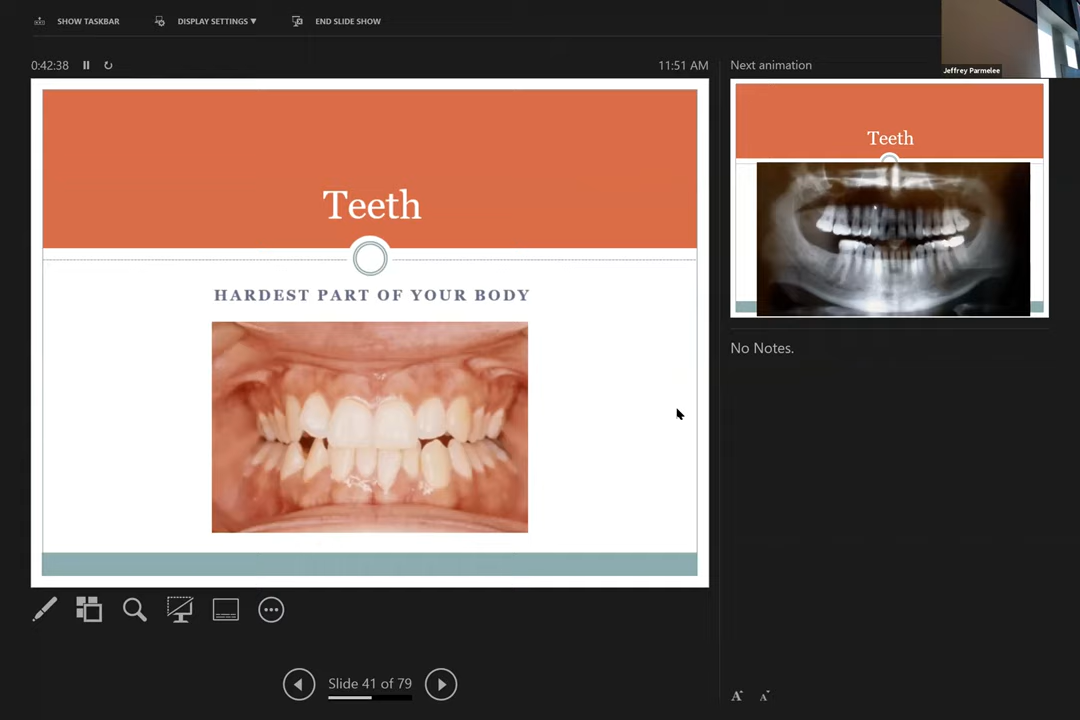 SHOW TASKBAR
DISPLAY SETTINGS ▼
END SLIDE SHOW
Jeffrey Parmelee
0:42:38
11:51 AM
Next animation
Teeth
HARDEST PART OF YOUR BODY
Teeth
No Notes.
Slide 41 of 79
A
A